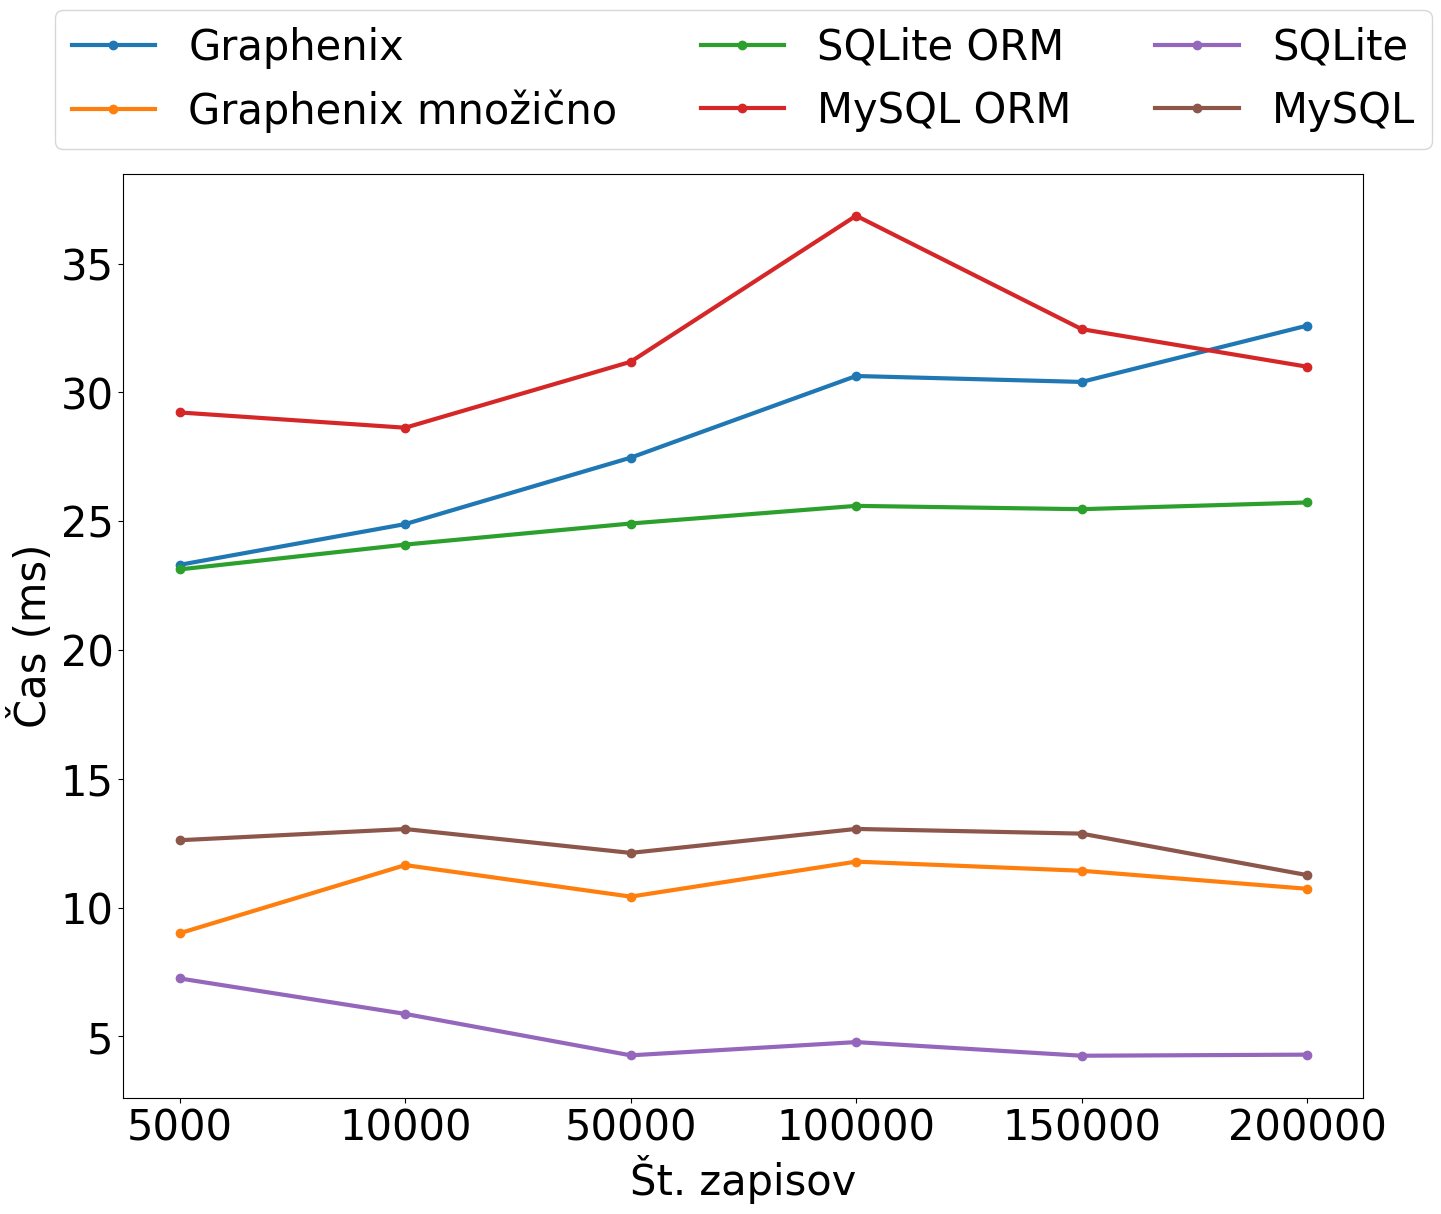 Graphenix SQLite ORM SQLite
Graphenix množično MySQL ORM MySQL
35
30
25
20
15
10
5
Čas (ms)
5000 10000 50000 100000 150000 200000
Št. zapisov